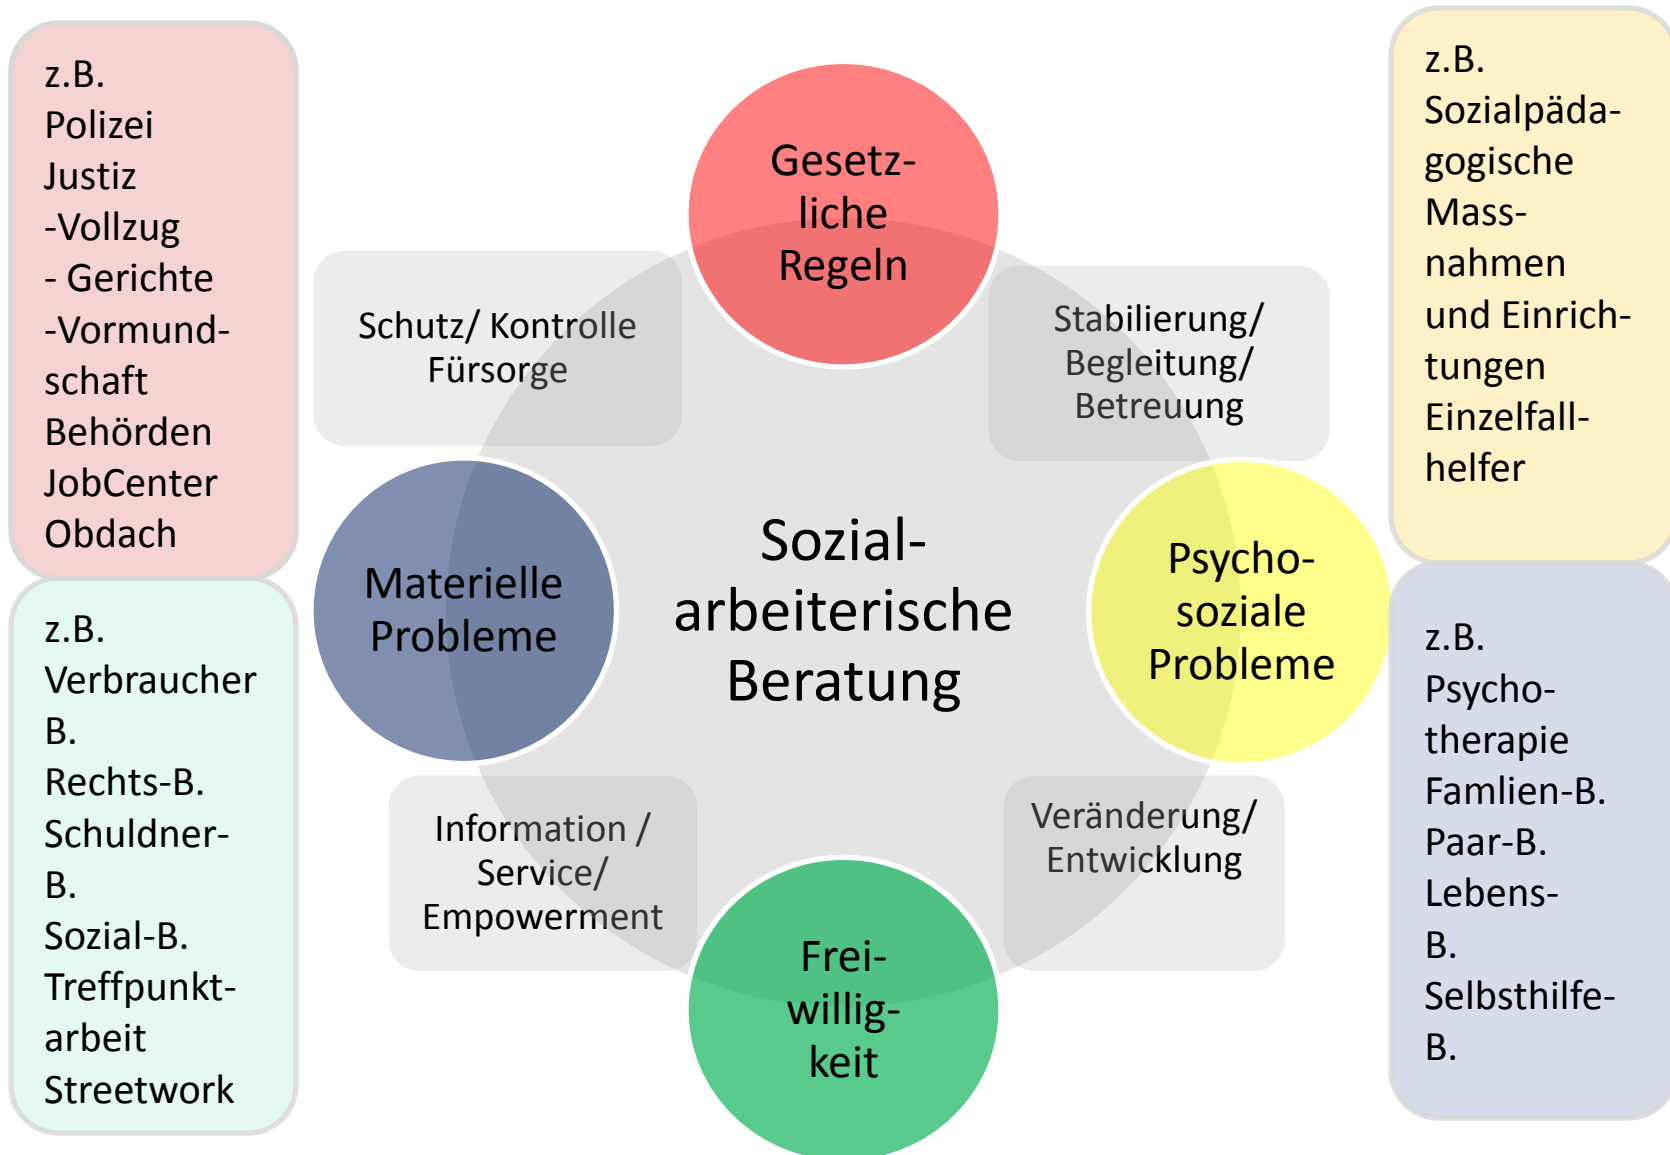 z.B.
Polizei
Justiz
-Vollzug
- Gerichte
-Vormund-
schaft
Behörden
JobCenter
Obdach
z.B.
Verbraucher
B.
Rechts-B.
Schuldner-
B.
Sozial-B.
Treffpunkt-
arbeit
Streetwork
Gesetz-
liche
Regeln
Schutz/ Kontrolle
Fürsorge
Stabilierung/
Begleitung/
Betreuung
Materielle
Probleme
Sozial-
arbeiterische
Beratung
Psycho-
soziale
Probleme
Information /
Service/
Empowerment
Veränderung/
Entwicklung
Frei-
willig-
keit
z.B.
Sozialpäda-
gogische
Mass-
nahmen
und Einrich-
tungen
Einzelfall-
helfer
z.B.
Psycho-
therapie
Famlien-B.
Paar-B.
Lebens-
B.
Selbsthilfe-
B.